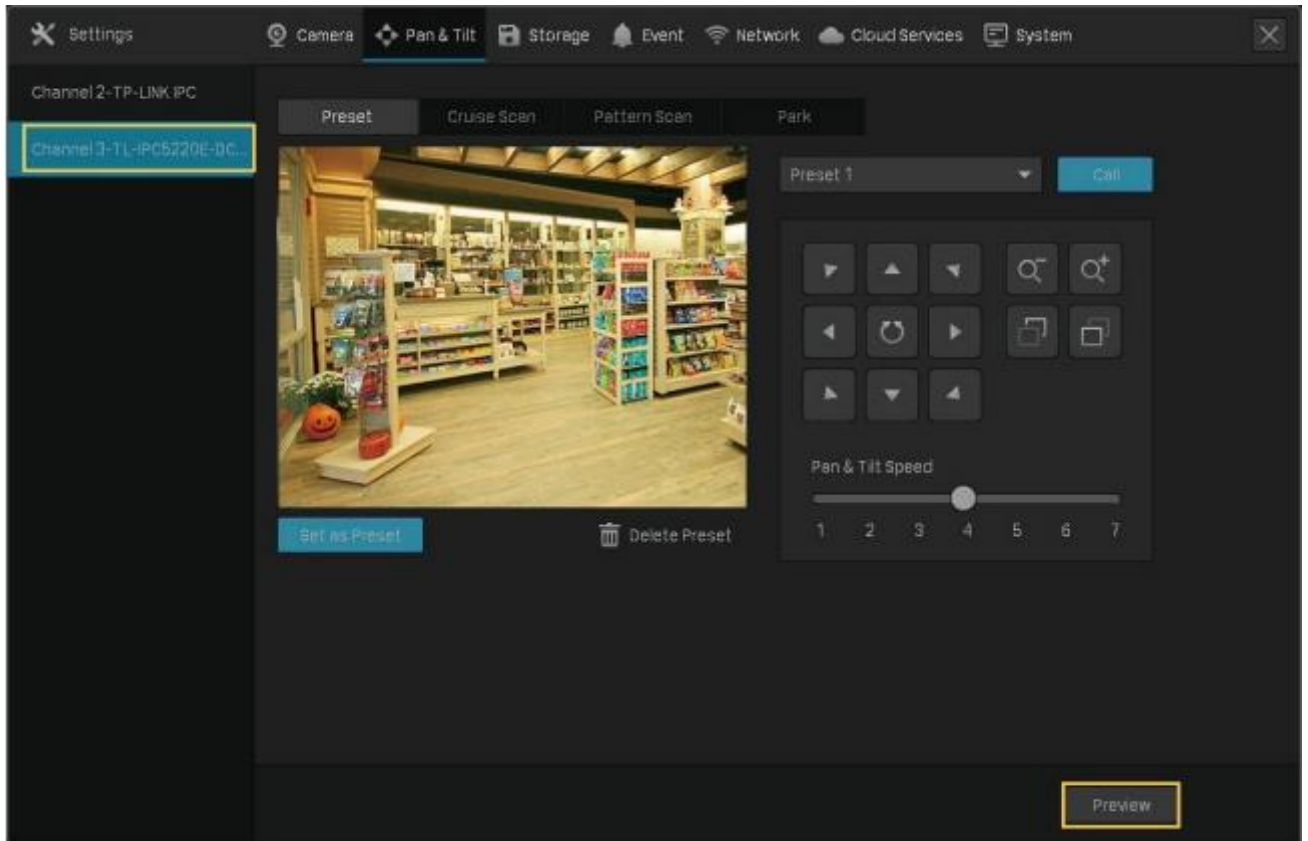 Settings
Camera
Pan & Tilt
Storage
Event
Network
Cloud Services
System
Channel 2-TP-LINK IPC
Channel 3-TL-IPC5220E-DC...
Preset
Cruise Scan
Pattern Scan
Park
Preset 1
Call
Pan & Tilt Speed
1 2 3 4 5 6 7
Set as Preset
Delete Preset
Preview